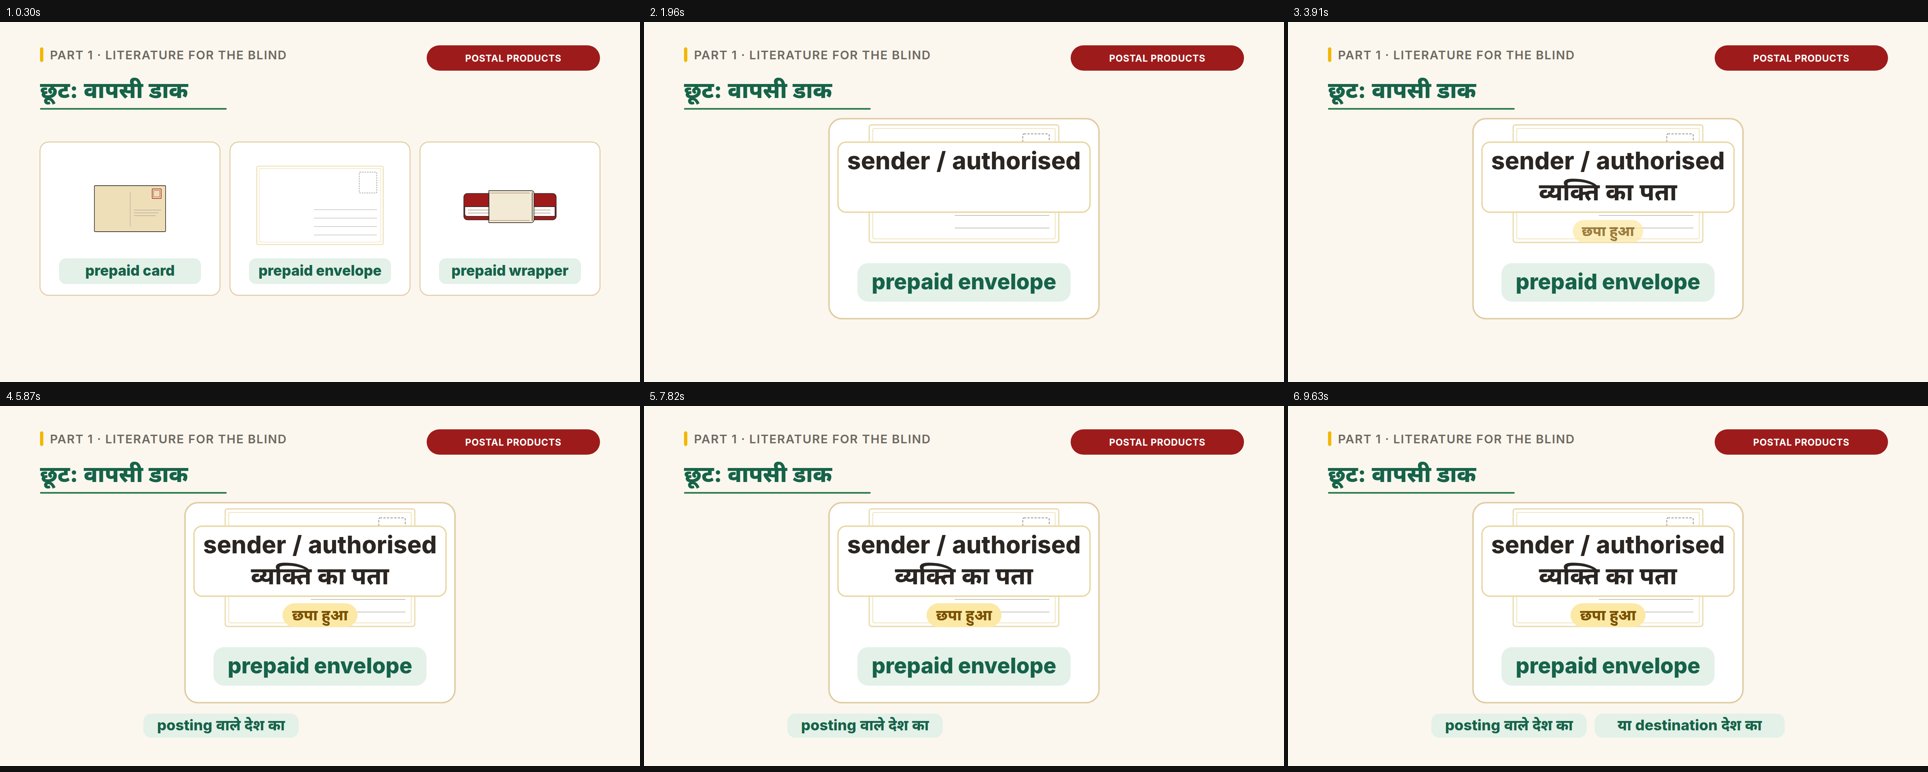 1. 0.30s
PART 1 · LITERATURE FOR THE BLIND
POSTAL PRODUCTS
छूट: वापसी डाक
prepaid card
prepaid envelope
prepaid wrapper
2. 1.96s
PART 1 · LITERATURE FOR THE BLIND
POSTAL PRODUCTS
छूट: वापसी डाक
sender / authorised
prepaid envelope
3. 3.91s
PART 1 · LITERATURE FOR THE BLIND
POSTAL PRODUCTS
छूट: वापसी डाक
sender / authorised
व्यक्ति का पता
छपा हुआ
prepaid envelope
4. 5.87s
PART 1 · LITERATURE FOR THE BLIND
POSTAL PRODUCTS
छूट: वापसी डाक
sender / authorised
व्यक्ति का पता
छपा हुआ
prepaid envelope
posting वाले देश का
5. 7.82s
PART 1 · LITERATURE FOR THE BLIND
POSTAL PRODUCTS
छूट: वापसी डाक
sender / authorised
व्यक्ति का पता
छपा हुआ
prepaid envelope
posting वाले देश का
6. 9.63s
PART 1 · LITERATURE FOR THE BLIND
POSTAL PRODUCTS
छूट: वापसी डाक
sender / authorised
व्यक्ति का पता
छपा हुआ
prepaid envelope
posting वाले देश का
या destination देश का